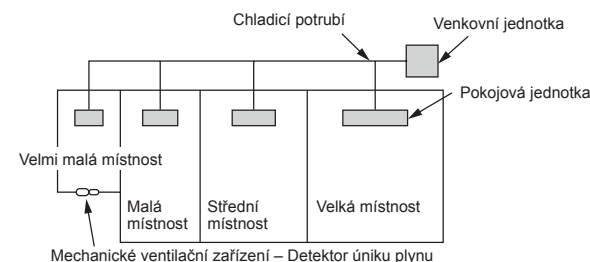 Chladicí potrubí
Venkovní jednotka
Pokojová jednotka
Velmi malá místnost
Malá
místnost
Střední
místnost
Velká místnost
Mechanické ventilační zařízení – Detektor úniku plynu